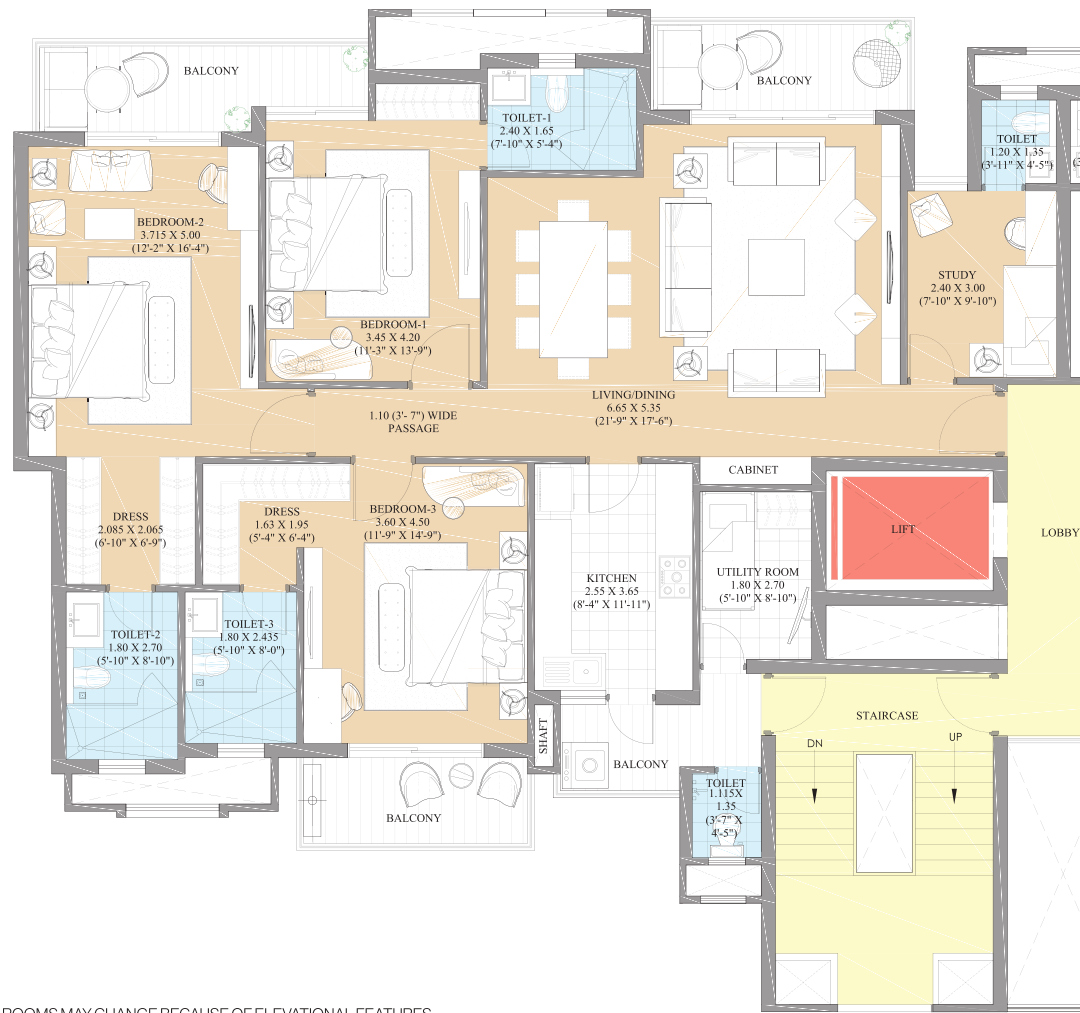 BALCONY
BALCONY
TOILET-1
2.40 X 1.65
(7'-10" X 5'-4")
TOILET
1.20 X 1.35
(3'-11" X 4'-5")
BEDROOM-2
3.715 X 5.00
(12'-2" X 16'-4")
STUDY
2.40 X 3.00
(7'-10" X 9'-10")
BEDROOM-1
3.45 X 4.20
(11'-3" X 13'-9")
LIVING/DINING
6.65 X 5.35
(21'-9" X 17'-6")
1.10 (3'- 7") WIDE
PASSAGE
CABINET
DRESS
2.085 X 2.065
(6'-10" X 6'-9")
DRESS
1.63 X 1.95
(5'-4" X 6'-4")
BEDROOM-3
3.60 X 4.50
(11'-9" X 14'-9")
LIFT
LOBBY
KITCHEN
2.55 X 3.65
(8'-4" X 11'-11")
UTILITY ROOM
1.80 X 2.70
(5'-10" X 8'-10")
TOILET-2
1.80 X 2.70
(5'-10" X 8'-10")
TOILET-3
1.80 X 2.435
(5'-10" X 8'-0")
STAIRCASE
SHAFT
DN
UP
BALCONY
BALCONY
TOILET
1.115X
1.35
(3'-7" X
4'-5")
ROOMS MAY CHANGE BECAUSE OF ELEVATIONAL FEATURES